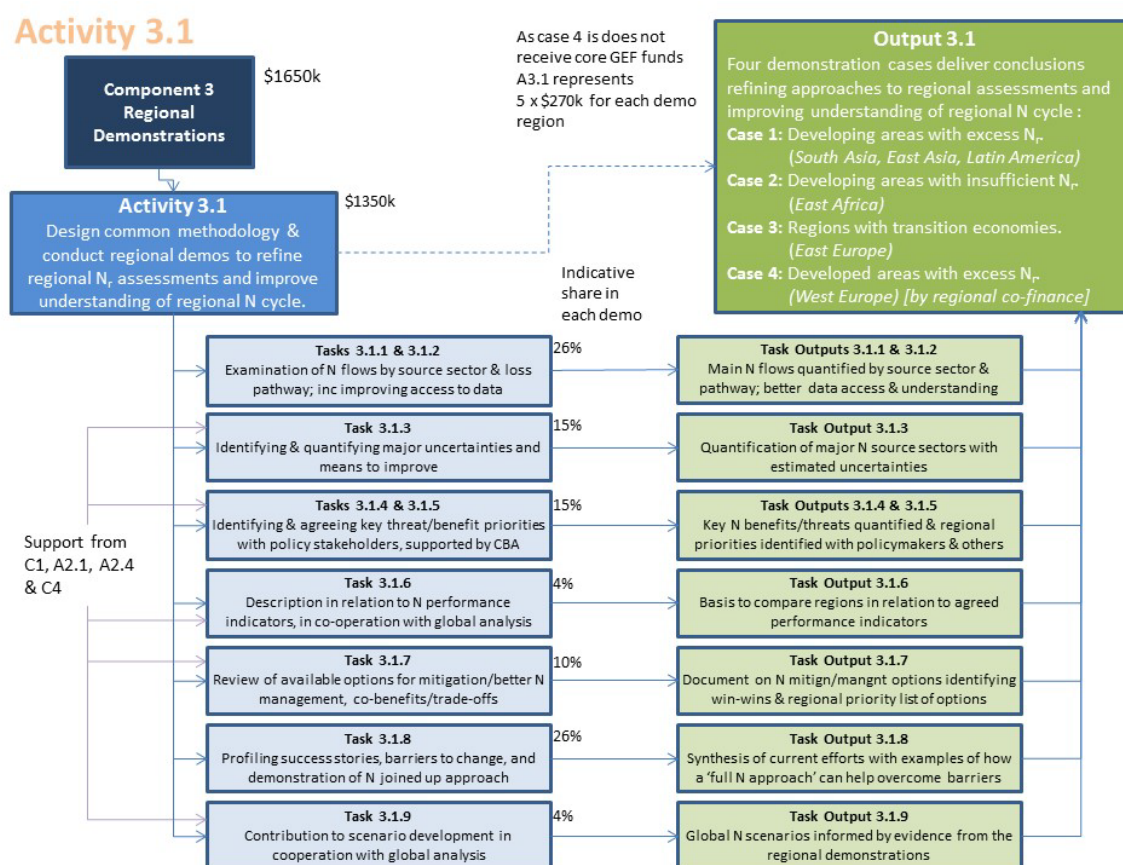 Activity 3.1
Component 3
Regional
Demonstrations
$1650k
As case 4 is does not
receive core GEF funds
A3.1 represents
5 x $270k for each demo
region
Output 3.1
Four demonstration cases deliver conclusions
refining approaches to regional assessments and
improving understanding of regional N cycle :
Case 1: Developing areas with excess Nr.
(South Asia, East Asia, Latin America)
Case 2: Developing areas with insufficient Nr.
(East Africa)
Case 3: Regions with transition economies.
(East Europe)
Case 4: Developed areas with excess Nr.
(West Europe) [by regional co-finance]
Activity 3.1
Design common methodology &
conduct regional demos to refine
regional Nr assessments and improve
understanding of regional N cycle.
$1350k
Indicative
share in
each demo
Tasks 3.1.1 & 3.1.2
Examination of N flows by source sector & loss
pathway; inc improving access to data
26%
Task Outputs 3.1.1 & 3.1.2
Main N flows quantified by source sector &
pathway; better data access & understanding
Task 3.1.3
Identifying & quantifying major uncertainties and
means to improve
15%
Task Output 3.1.3
Quantification of major N source sectors with
estimated uncertainties
Tasks 3.1.4 & 3.1.5
Identifying & agreeing key threat/benefit priorities
with policy stakeholders, supported by CBA
15%
Task Outputs 3.1.4 & 3.1.5
Key N benefits/threats quantified & regional
priorities identified with policymakers & others
Support from
C1, A2.1, A2.4
& C4
Task 3.1.6
Description in relation to N performance
indicators, in co-operation with global analysis
4%
Task Output 3.1.6
Basis to compare regions in relation to agreed
performance indicators
Task 3.1.7
Review of available options for mitigation/better N
management, co-benefits/trade-offs
10%
Task Output 3.1.7
Document on N mitign/mangnt options identifying
win-wins & regional priority list of options
Task 3.1.8
Profiling success stories, barriers to change, and
demonstration of N joined up approach
26%
Task Output 3.1.8
Synthesis of current efforts with examples of how
a 'full N approach' can help overcome barriers
Task 3.1.9
Contribution to scenario development in
cooperation with global analysis
4%
Task Output 3.1.9
Global N scenarios informed by evidence from the
regional demonstrations